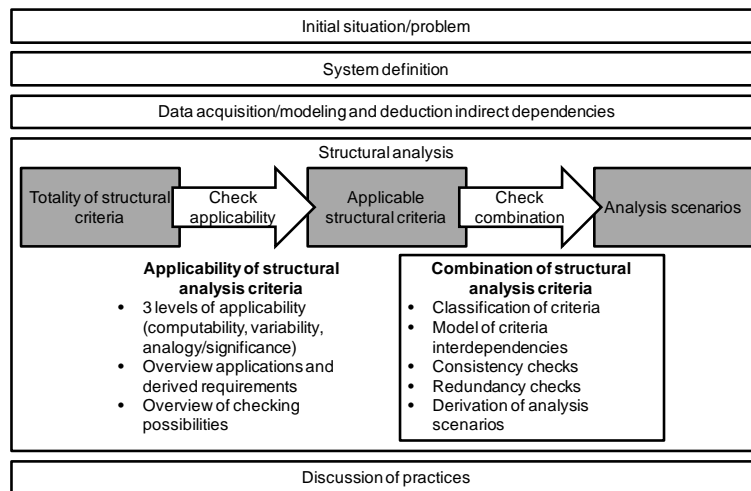 Initial situation/problem
System definition
Data acquisition/modeling and deduction indirect dependencies
Structural analysis
Totality of structural
criteria
Check
applicability
Applicable
structural criteria
Check
combination
Analysis scenarios
Applicability of structural
analysis criteria
• 3 levels of applicability
(computability, variability,
analogy/significance)
• Overview applications and
derived requirements
• Overview of checking
possibilities
Combination of structural
analysis criteria
• Classification of criteria
• Model of criteria
interdependencies
• Consistency checks
• Redundancy checks
• Derivation of analysis
scenarios
Discussion of practices